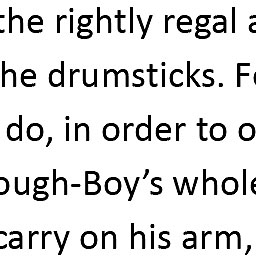 the rightly regal a
he drumsticks. Fo
do, in order to o
ough-Boy’s whole
carry on his arm,